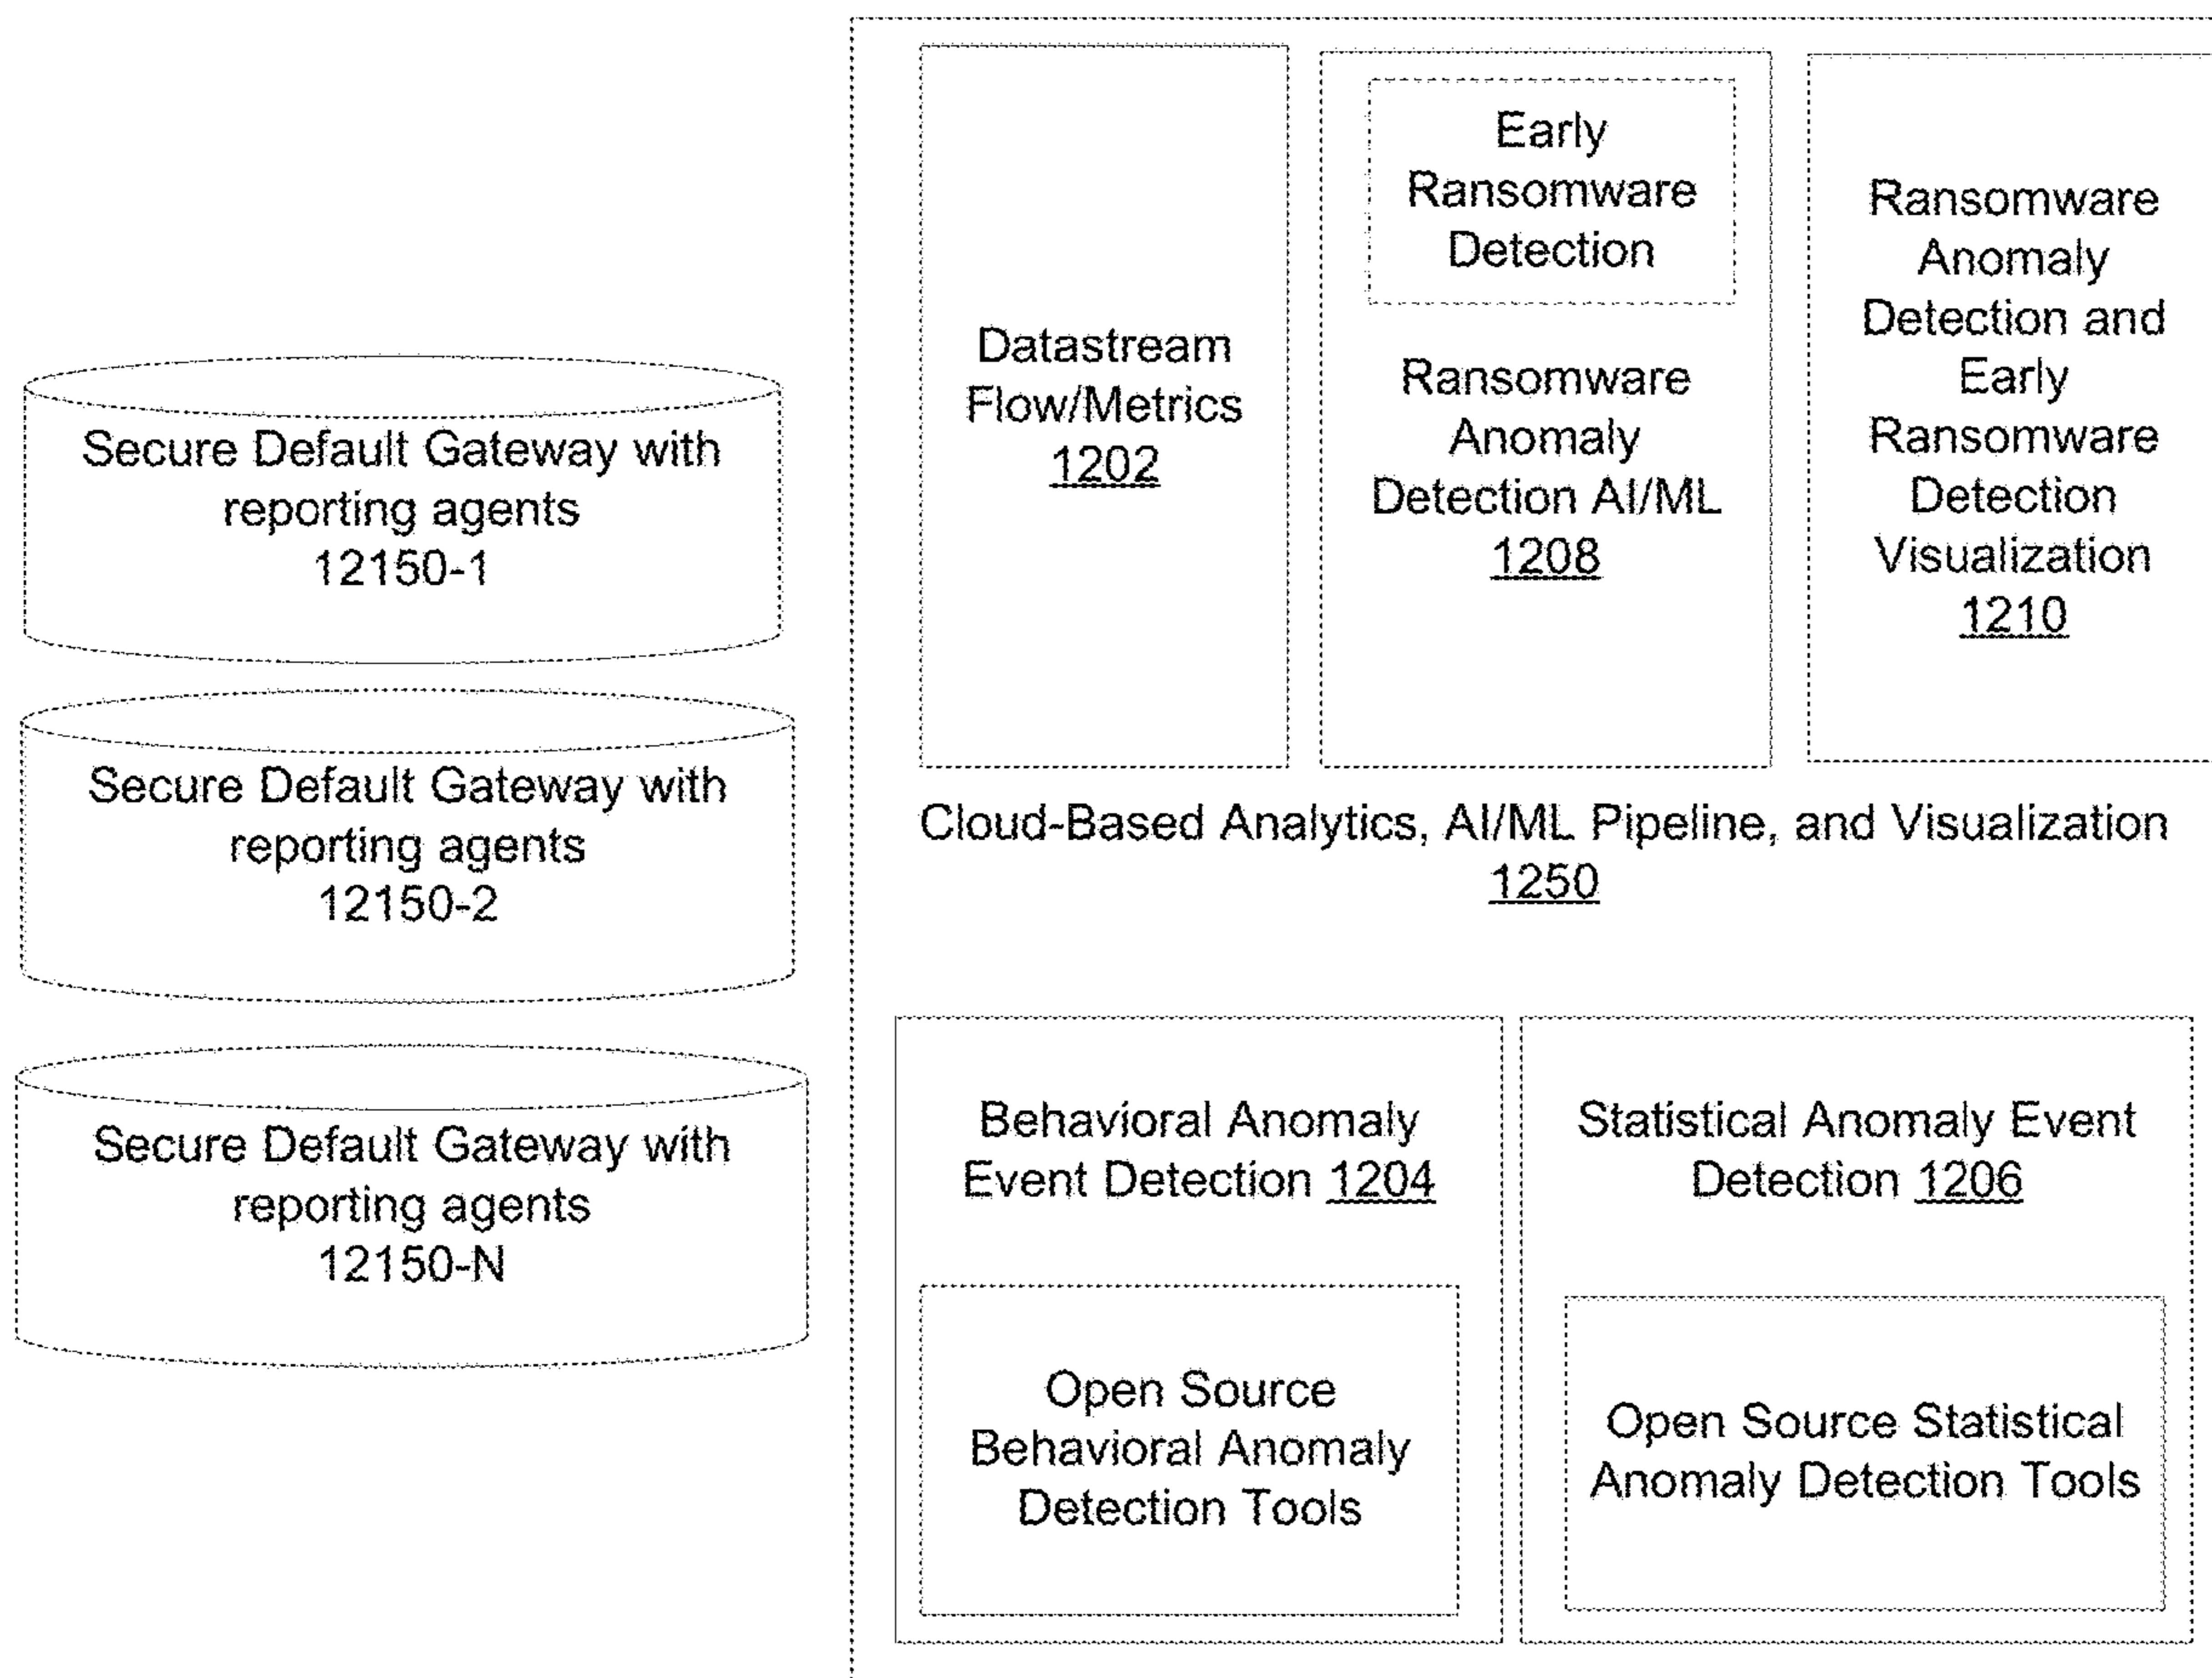 Secure Default Gateway with
reporting agents
12150-1
Secure Default Gateway with
reporting agents
12150-2
Secure Default Gateway with
reporting agents
12150-N
Datastream
Flow/Metrics
1202
Early
Ransomware
Detection
Ransomware
Anomaly
Detection AI/ML
1208
Ransomware
Anomaly
Detection and
Early
Ransomware
Detection
Visualization
1210
Cloud-Based Analytics, AI/ML Pipeline, and Visualization
1250
Behavioral Anomaly
Event Detection 1204
Open Source
Behavioral Anomaly
Detection Tools
Statistical Anomaly Event
Detection 1206
Open Source Statistical
Anomaly Detection Tools